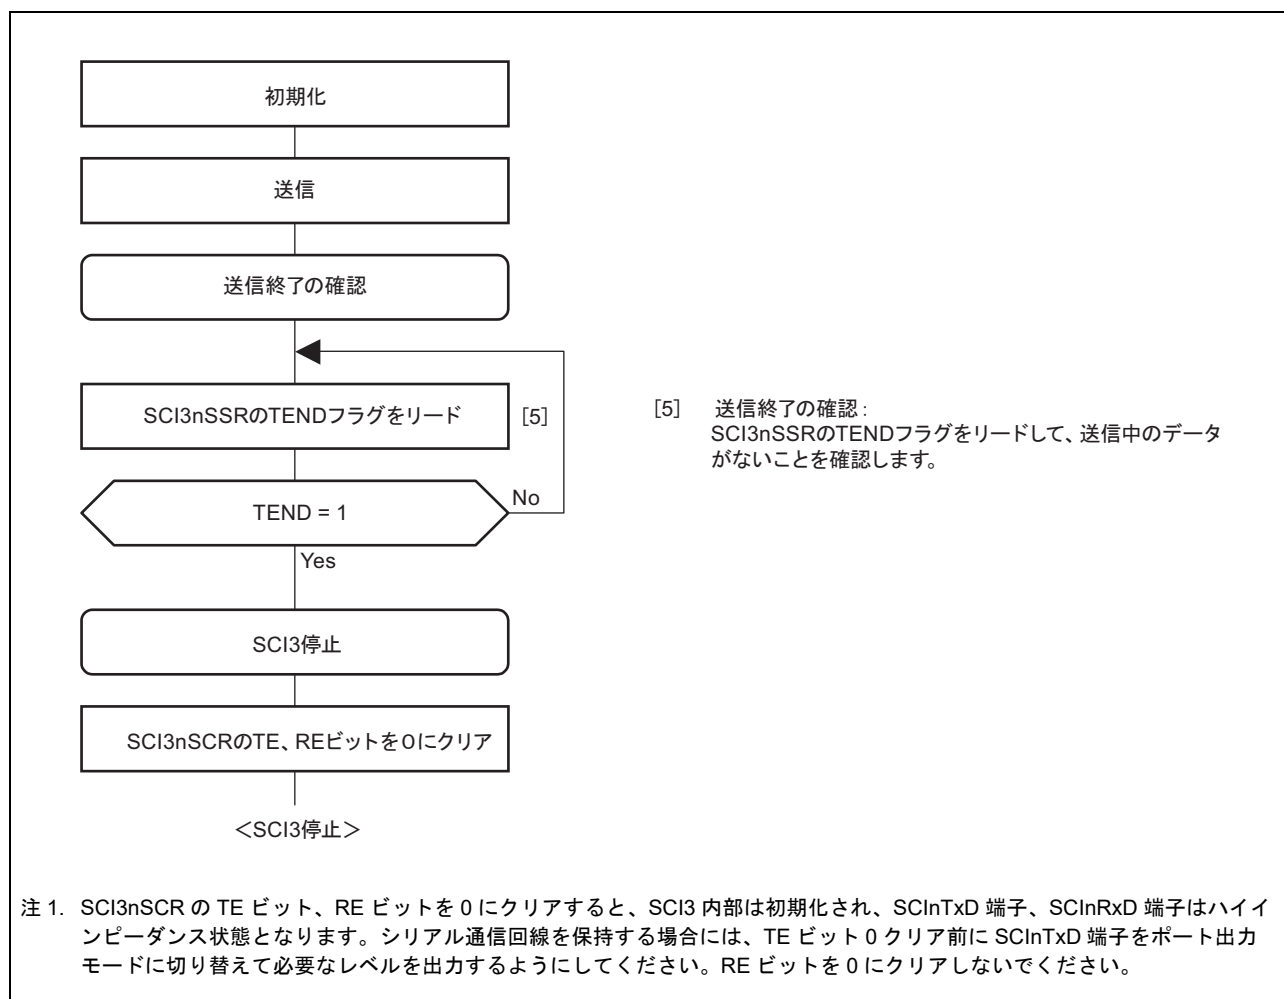 初期化
送信
送信終了の確認
SCI3nSSRのTENDフラグをリード
[5]
[5] 送信終了の確認：
SCI3nSSRのTENDフラグをリードして、送信中のデータ
がないことを確認します。
TEND = 1
No
Yes
SCI3停止
SCI3nSCRのTE、REビットを０にクリア
＜SCI3停止＞
注 1. SCI3nSCR の TE ビット、RE ビットを 0 にクリアすると、SCI3 内部は初期化され、SCInTxD 端子、SCInRxD 端子はハイイ
ンピーダンス状態となります。シリアル通信回線を保持する場合には、TE ビット 0 クリア前に SCInTxD 端子をポート出力
モードに切り替えて必要なレベルを出力するようにしてください。RE ビットを 0 にクリアしないでください。